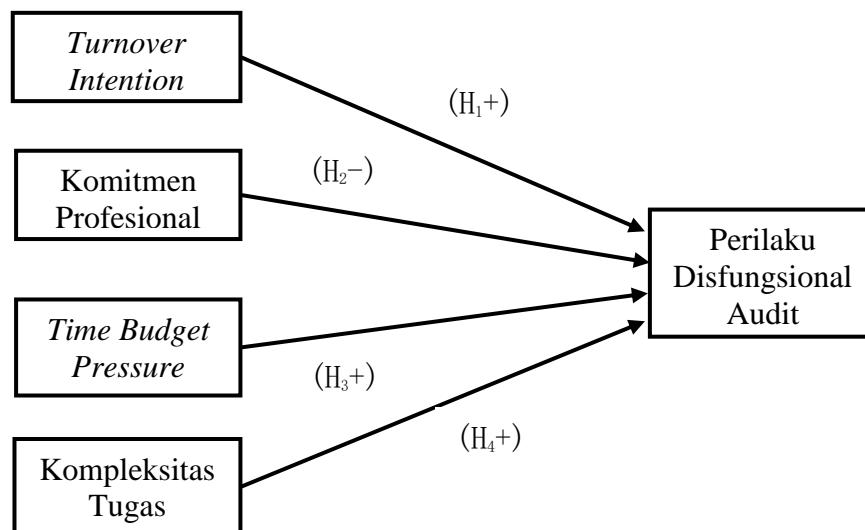 Turnover
Intention
(H₁+)
Komitmen
Profesional
(H₂−)
Perilaku
Disfungsional
Audit
Time Budget
Pressure
(H₃+)
Kompleksitas
Tugas
(H₄+)